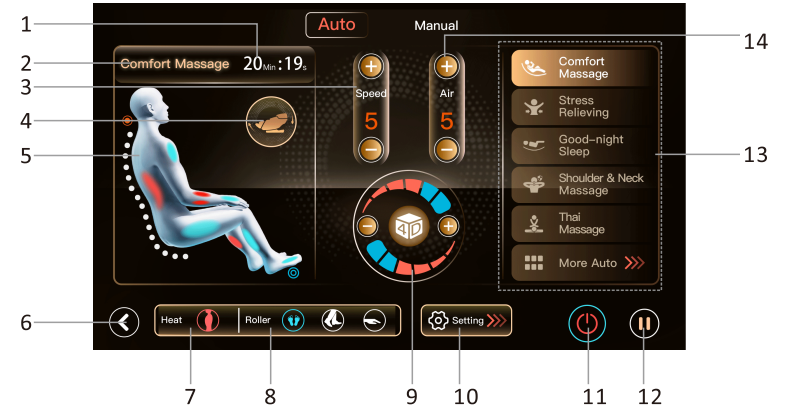 Auto
Manual
1
2
3
4
5
6
7
8
9
10
11
12
13
14
Comfort Massage 20Min:19s
Speed
5
Air
5
4D
Comfort
Massage
Stress
Relieving
Good-night
Sleep
Shoulder & Neck
Massage
Thai
Massage
More Auto
Heat
Roller
Setting